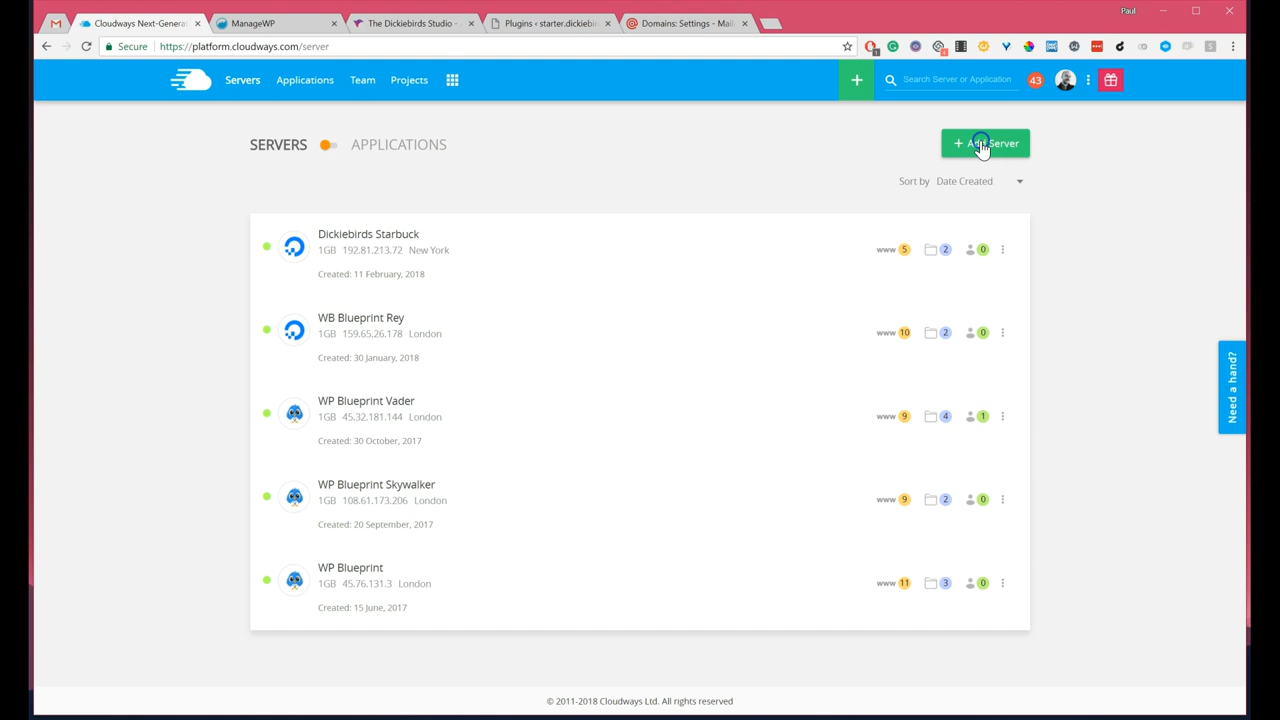 Paul
Cloudways Next-Genera
ManageWP
The Dickiebirds Studio -
Plugins ‹ starter.dickiebir
Domains: Settings - Mail
Secure https://platform.cloudways.com/server
Servers Applications Team Projects
Search Server or Application 43
SERVERS APPLICATIONS
+ Add Server
Sort by Date Created
Dickiebirds Starbuck
1GB 192.81.213.72 New York
www 5 2 0
Created: 11 February, 2018
WB Blueprint Rey
1GB 159.65.26.178 London
www 10 2 0
Created: 30 January, 2018
WP Blueprint Vader
1GB 45.32.181.144 London
www 9 4 1
Created: 30 October, 2017
WP Blueprint Skywalker
1GB 108.61.173.206 London
www 9 2 0
Created: 20 September, 2017
WP Blueprint
1GB 45.76.131.3 London
www 11 3 0
Created: 15 June, 2017
Need a hand?
© 2011-2018 Cloudways Ltd. All rights reserved